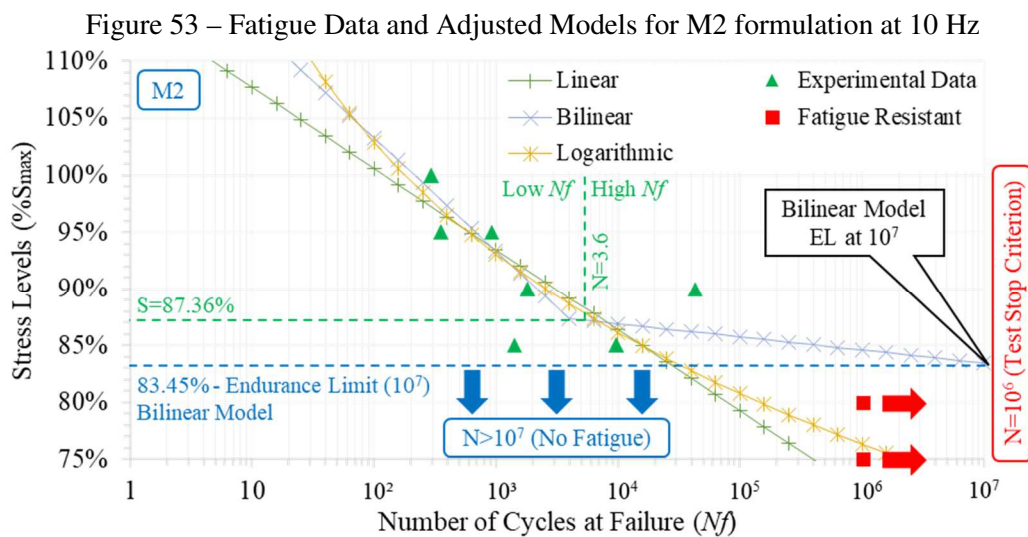 Figure 53 – Fatigue Data and Adjusted Models for M2 formulation at 10 Hz
110%
105%
100%
95%
90%
85%
80%
75%
Stress Levels (%Smax)
M2
Linear
Bilinear
Logarithmic
Experimental Data
Fatigue Resistant
Low Nf
High Nf
N=3.6
S=87.36%
Bilinear Model
EL at 10⁷
83.45% - Endurance Limit (10⁷)
Bilinear Model
N>10⁷ (No Fatigue)
N=10⁶ (Test Stop Criterion)
1
10
10²
10³
10⁴
10⁵
10⁶
10⁷
Number of Cycles at Failure (Nf)